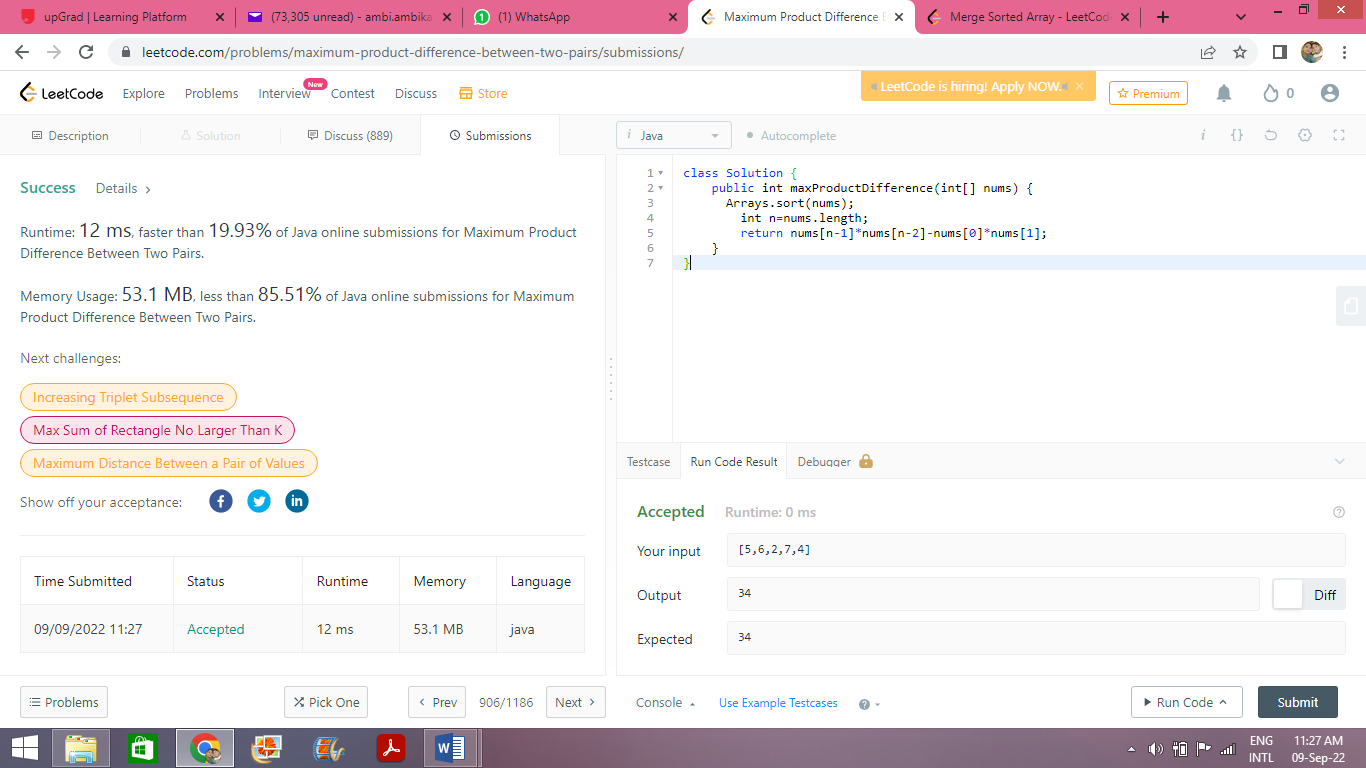 upGrad | Learning Platform
(73,305 unread) - ambi.ambika
(1) WhatsApp
Maximum Product Difference B
Merge Sorted Array - LeetCod
leetcode.com/problems/maximum-product-difference-between-two-pairs/submissions/
LeetCode
Explore
Problems
Interview
New
Contest
Discuss
Store
LeetCode is hiring! Apply NOW.
Premium
0
Description
Solution
Discuss (889)
Submissions
i Java
Autocomplete
Success
Details
Runtime: 12 ms, faster than 19.93% of Java online submissions for Maximum Product
Difference Between Two Pairs.
Memory Usage: 53.1 MB, less than 85.51% of Java online submissions for Maximum
Product Difference Between Two Pairs.
Next challenges:
Increasing Triplet Subsequence
Max Sum of Rectangle No Larger Than K
Maximum Distance Between a Pair of Values
Show off your acceptance:
Time Submitted Status Runtime Memory Language
09/09/2022 11:27 Accepted 12 ms 53.1 MB java
1 class Solution {
2 public int maxProductDifference(int[] nums) {
3 Arrays.sort(nums);
4 int n=nums.length;
5 return nums[n-1]*nums[n-2]-nums[0]*nums[1];
6 }
7 }
Testcase
Run Code Result
Debugger
Accepted
Runtime: 0 ms
Your input
[5,6,2,7,4]
Output
34
Diff
Expected
34
Problems
Pick One
Prev
906/1186
Next
Console
Use Example Testcases
Run Code
Submit
ENG
INTL
11:27 AM
09-Sep-22